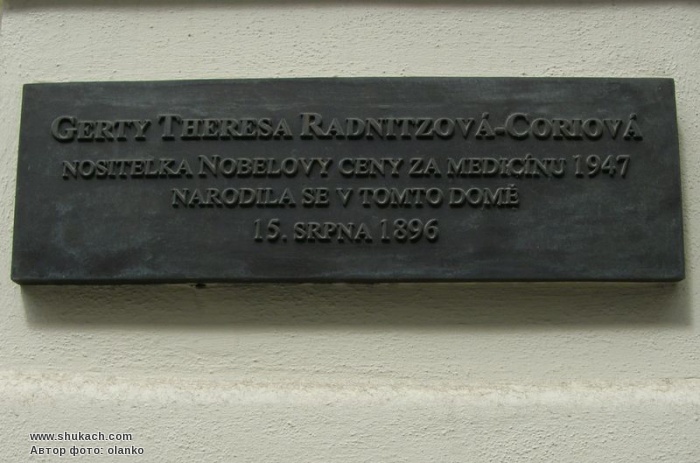 Gerty Theresa Radnitzová-Coriová
nositelka Nobelovy ceny za medicínu 1947
narodila se v tomto domě
15. srpna 1896
www.shukach.com
Автор фото: olanko